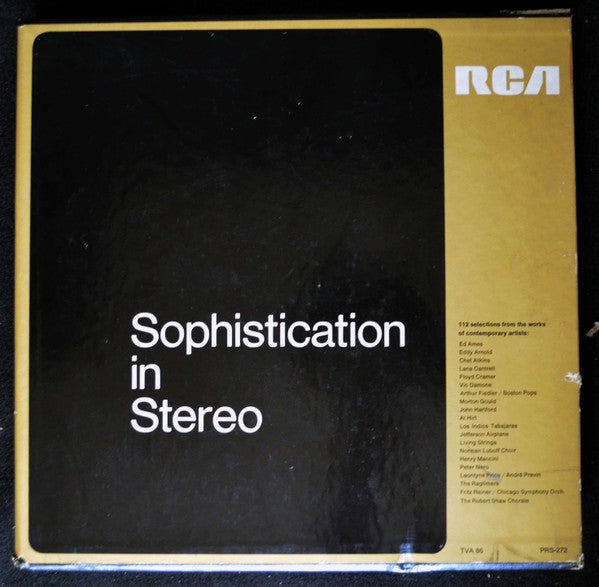 RCA
Sophistication
in
Stereo
112 selections from the works
of contemporary artists:
Ed Ames
Eddy Arnold
Chet Atkins
Lana Cantrell
Floyd Cramer
Vic Damone
Arthur Fiedler / Boston Pops
Morton Gould
John Hartford
Al Hirt
Los Indios Tabajaras
Jefferson Airplane
Living Strings
Norman Luboff Choir
Henry Mancini
Peter Nero
Leontyne Price / André Previn
The Ragtimers
Fritz Reiner / Chicago Symphony Orch.
The Robert Shaw Chorale
TVA 86 PRS-272